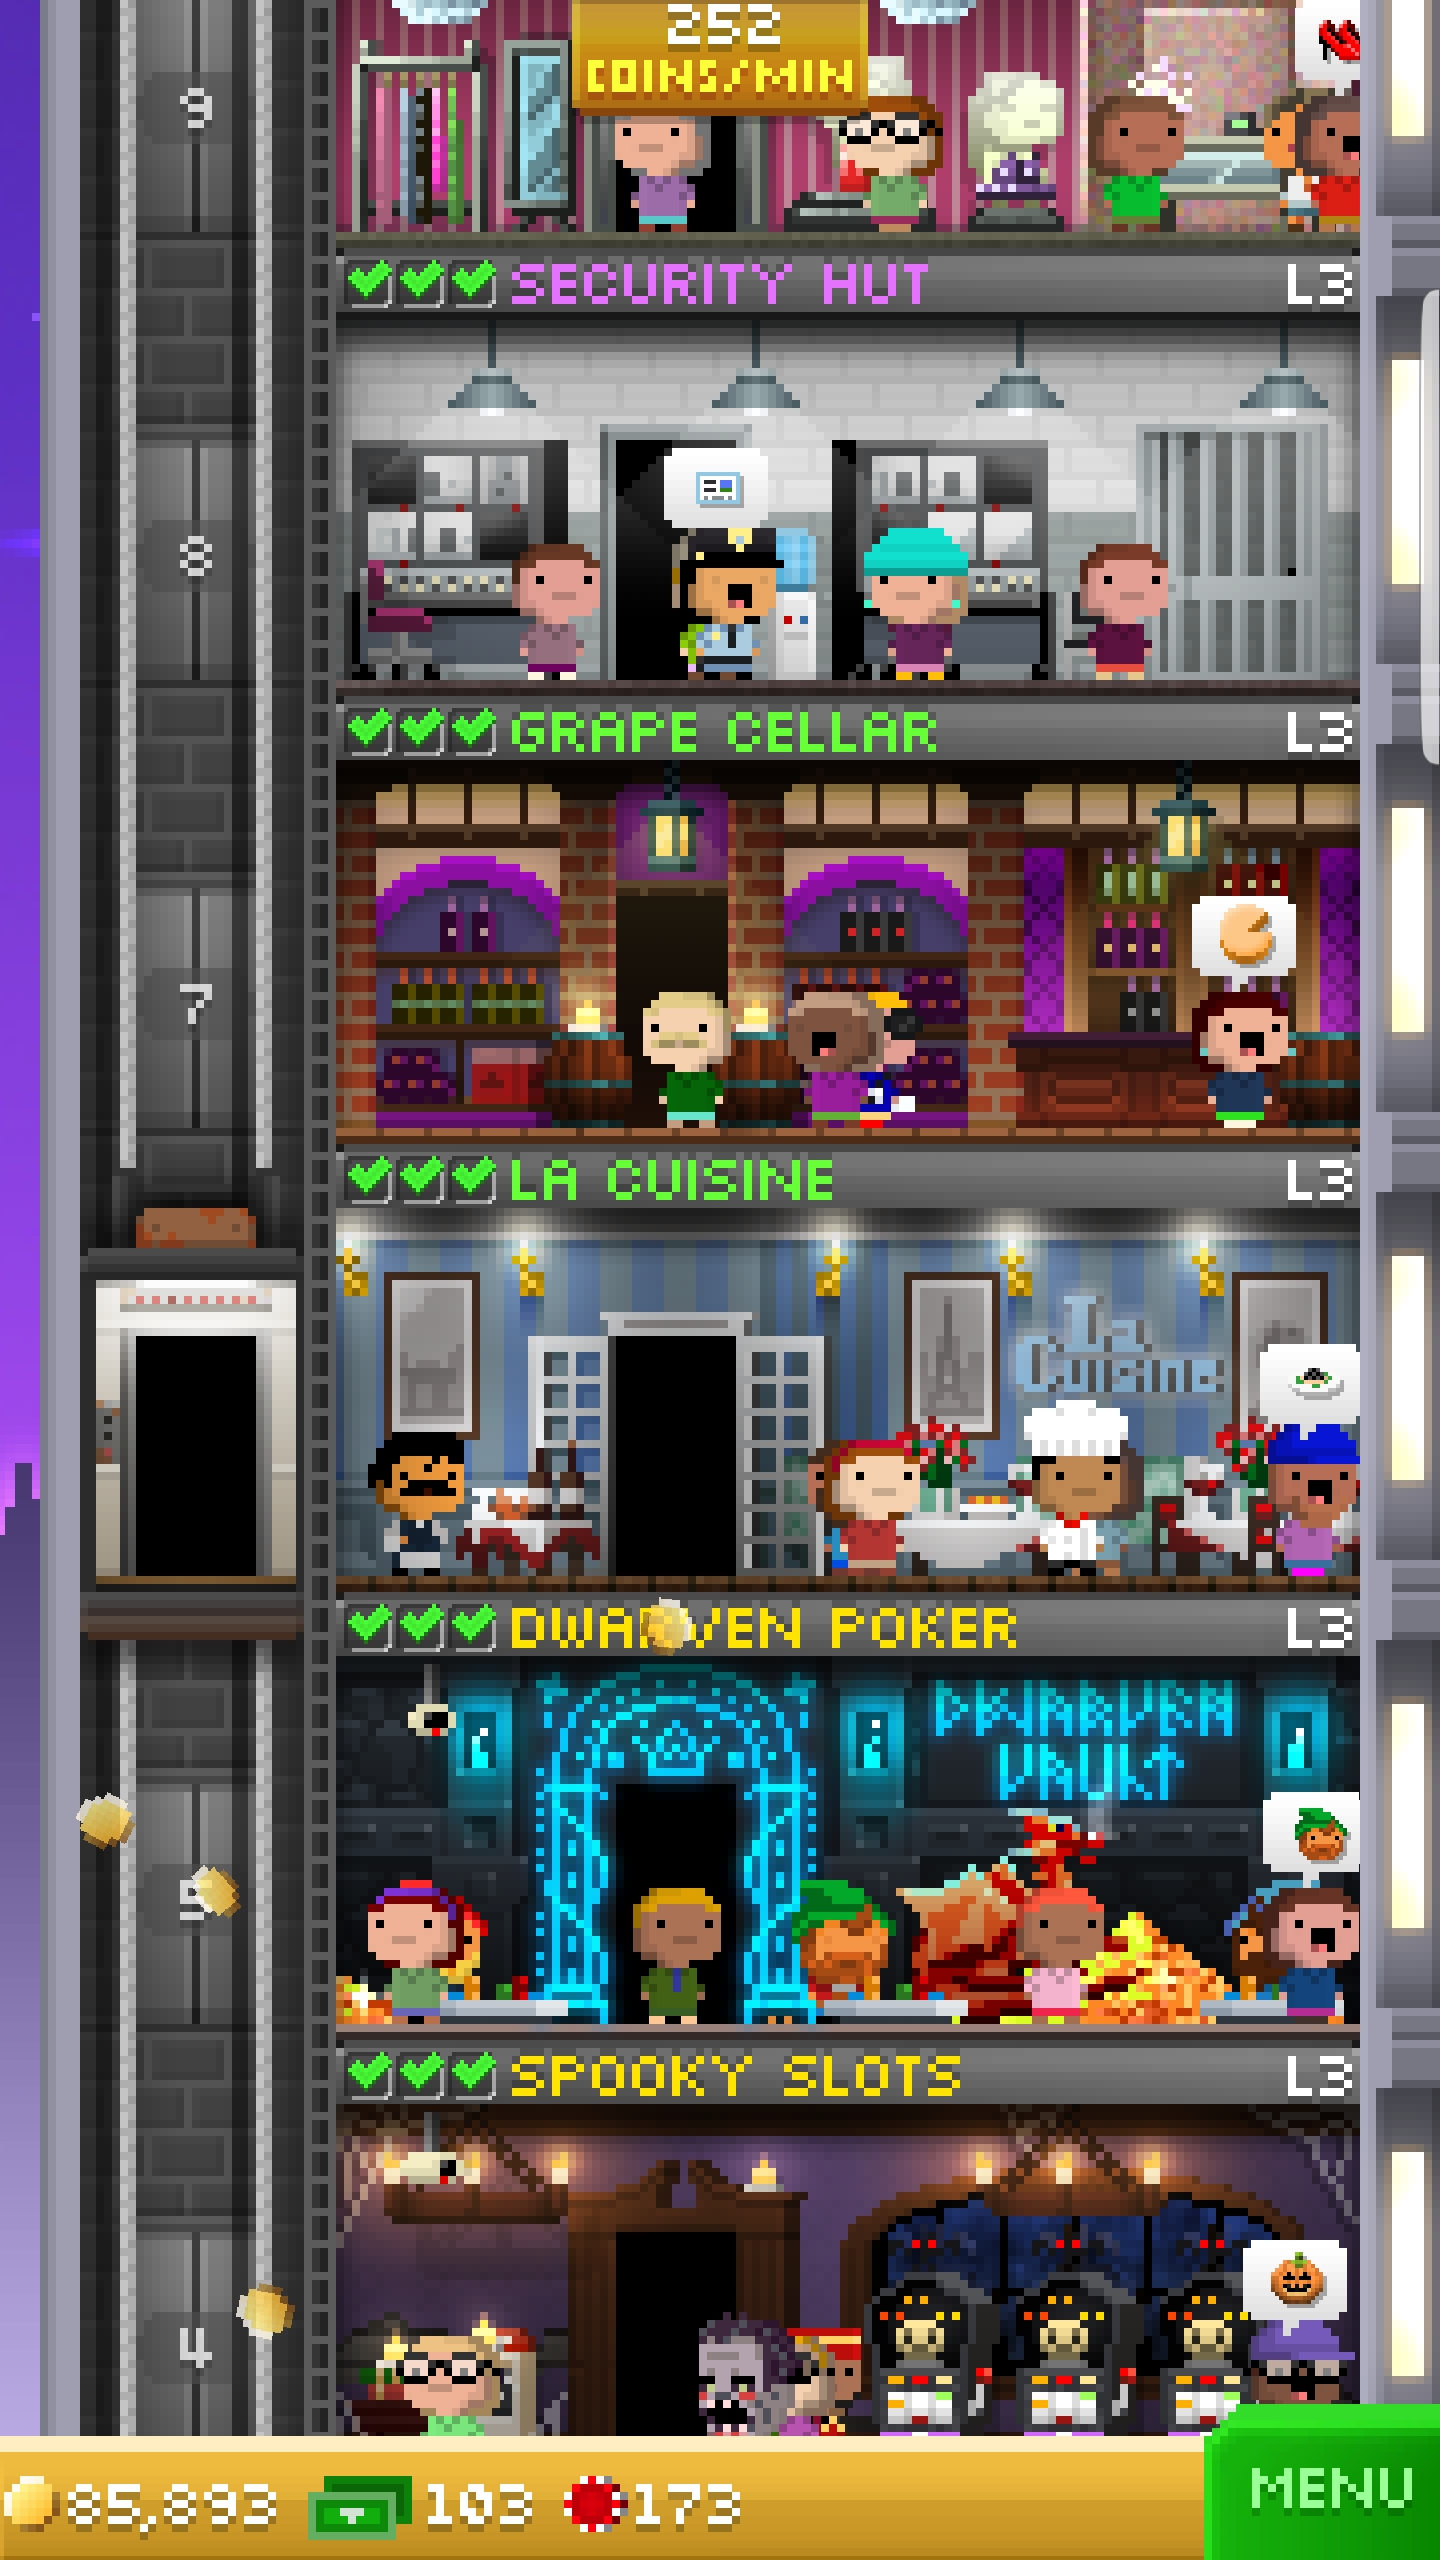 252
COINS/MIN
9
SECURITY HUT L3
8
GRAPE CELLAR L3
7
LA CUISINE L3
La
Cuisine
DWARVEN POKER L3
DWARVEN
VAULT
5
SPOOKY SLOTS L3
4
85,893 103 173
MENU